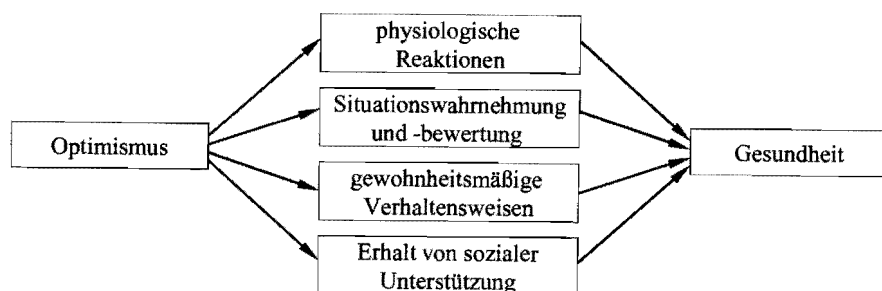 physiologische
Reaktionen
Situationswahrnehmung
und -bewertung
Optimismus
Gesundheit
gewohnheitsmäßige
Verhaltensweisen
Erhalt von sozialer
Unterstützung